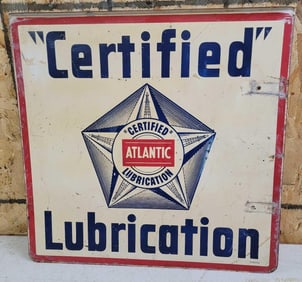 "Certified"
"CERTIFIED"
ATLANTIC
LUBRICATION
Lubrication